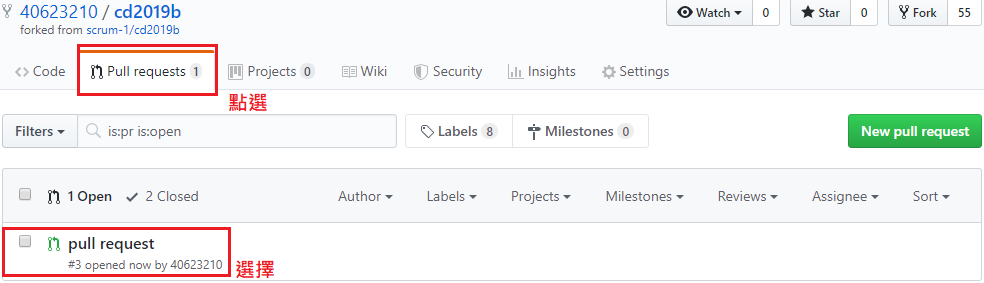 40623210 / cd2019b
Watch 0 Star 0 Fork 55
forked from scrum-1/cd2019b
Code Pull requests 1 Projects 0 Wiki Security Insights Settings
點選
Filters is:pr is:open Labels 8 Milestones 0 New pull request
1 Open 2 Closed Author Labels Projects Milestones Reviews Assignee Sort
pull request
#3 opened now by 40623210
選擇